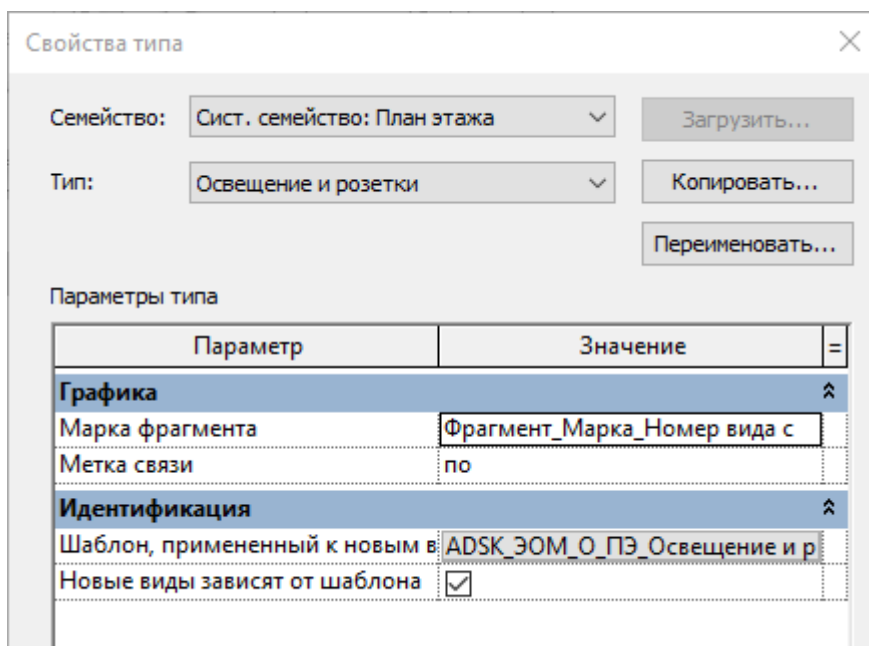 Свойства типа
Семейство: Сист. семейство: План этажа Загрузить...
Тип: Освещение и розетки Копировать...
Переименовать...
Параметры типа
Параметр Значение =
Графика
Марка фрагмента Фрагмент_Марка_Номер вида с
Метка связи по
Идентификация
Шаблон, примененный к новым в ADSK_ЭОМ_О_ПЭ_Освещение и р
Новые виды зависят от шаблона